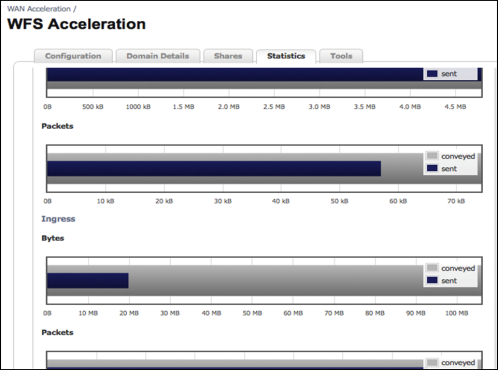 WAN Acceleration /
WFS Acceleration
Configuration Domain Details Shares Statistics Tools
sent
0B 500 kB 1000 kB 1.5 MB 2.0 MB 2.5 MB 3.0 MB 3.5 MB 4.0 MB 4.5 MB
Packets
conveyed
sent
0B 10 kB 20 kB 30 kB 40 kB 50 kB 60 kB 70 kB
Ingress
Bytes
conveyed
sent
0B 10 MB 20 MB 30 MB 40 MB 50 MB 60 MB 70 MB 80 MB 90 MB 100 MB
Packets
conveyed